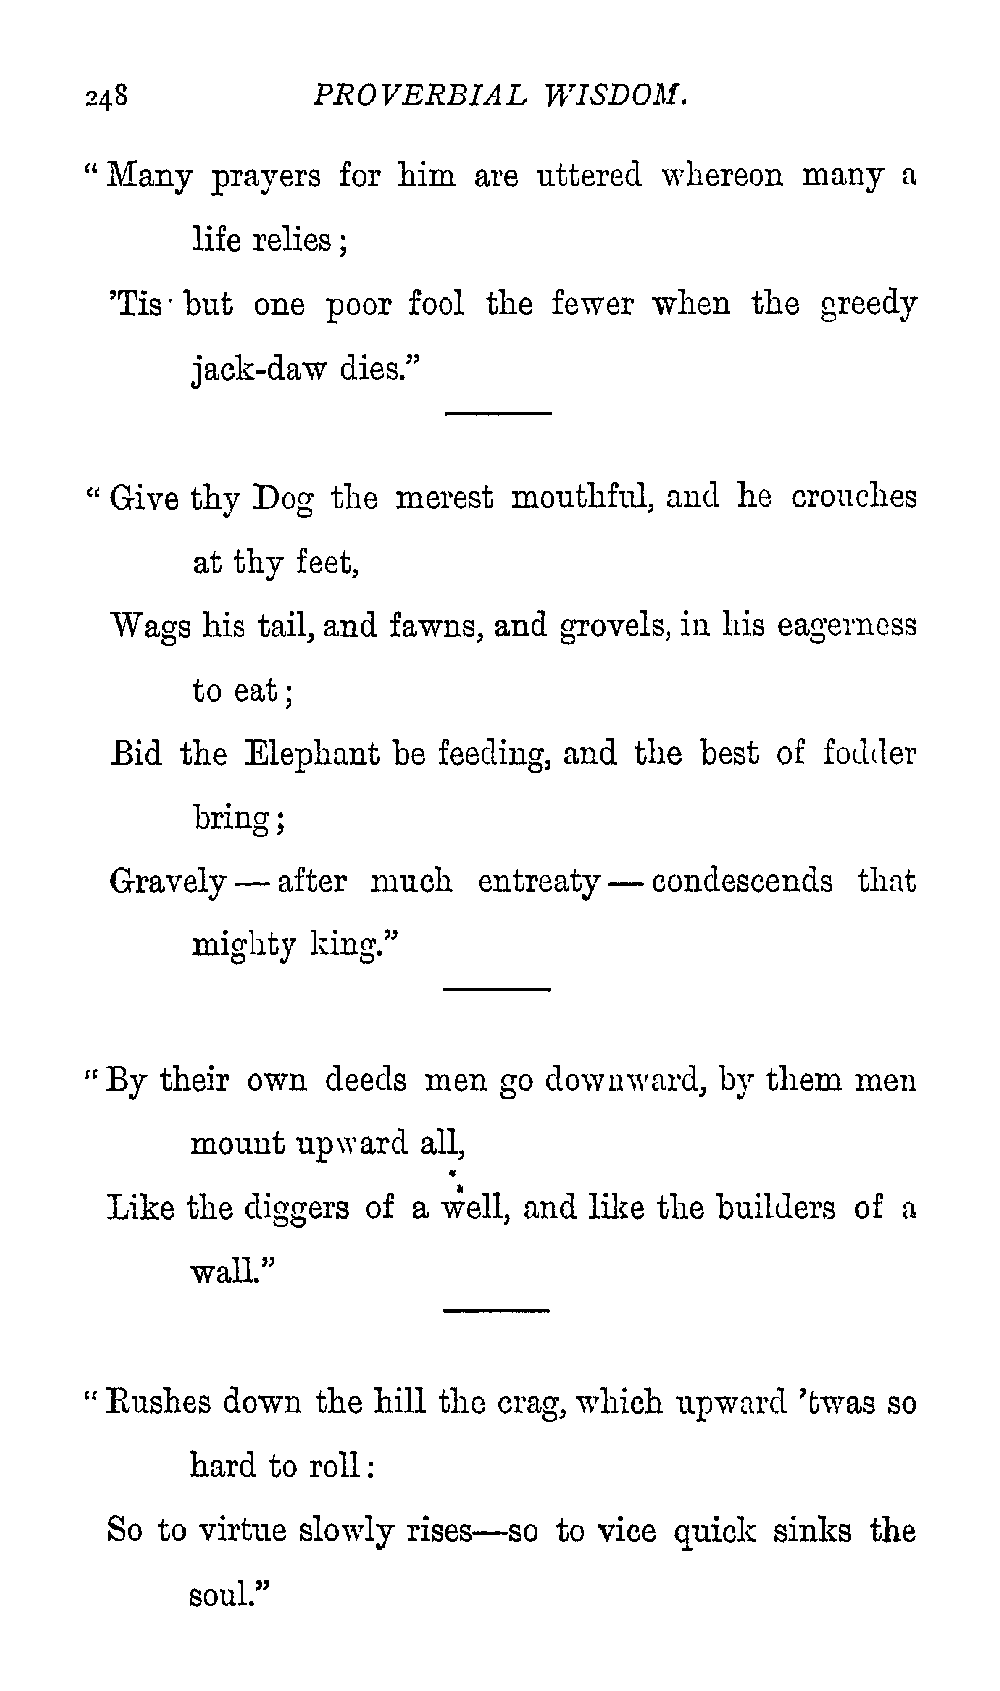 248 PROVERBIAL WISDOM.
“Many prayers for him are uttered whereon many a
life relies;
’Tis but one poor fool the fewer when the greedy
jack-daw dies.”
“Give thy Dog the merest mouthful, and he crouches
at thy feet,
Wags his tail, and fawns, and grovels, in his eagerness
to eat;
Bid the Elephant be feeding, and the best of fodder
bring;
Gravely — after much entreaty — condescends that
mighty king.”
“By their own deeds men go downward, by them men
mount upward all,
Like the diggers of a well, and like the builders of a
wall.”
“Rushes down the hill the crag, which upward ’twas so
hard to roll:
So to virtue slowly rises—so to vice quick sinks the
soul.”